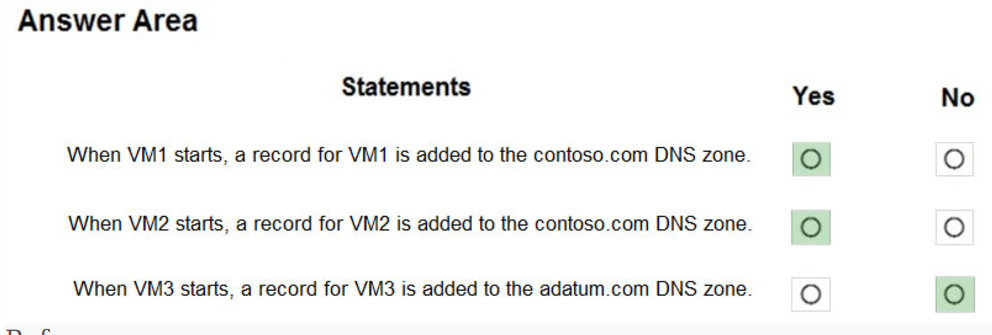 Answer Area
Statements Yes No
When VM1 starts, a record for VM1 is added to the contoso.com DNS zone.
When VM2 starts, a record for VM2 is added to the contoso.com DNS zone.
When VM3 starts, a record for VM3 is added to the adatum.com DNS zone.